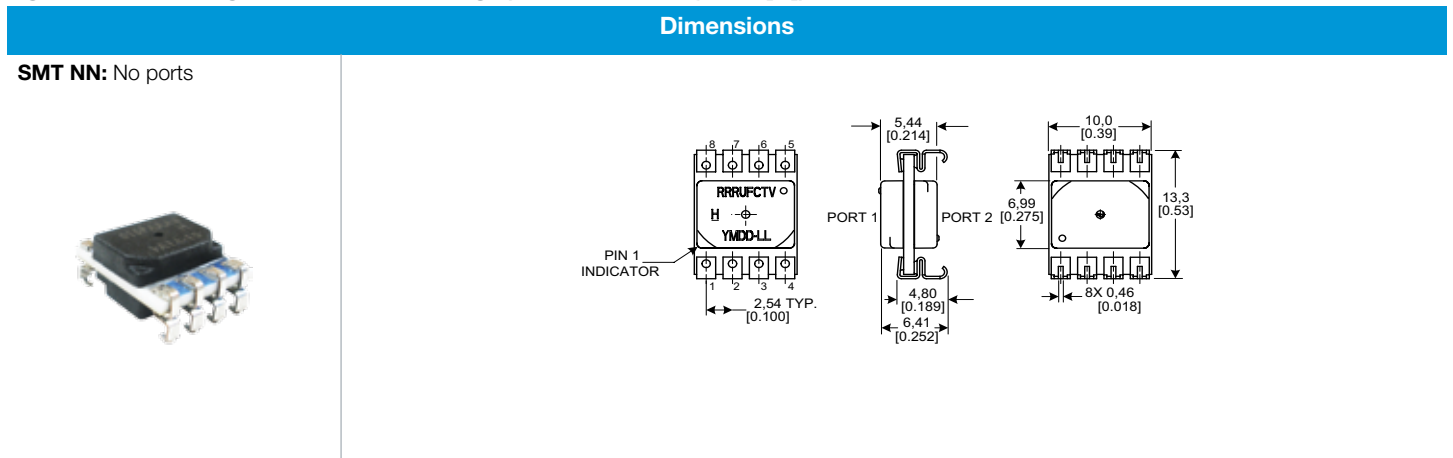 Dimensions
SMT NN: No ports
8 7 6 5
RRRUFCTV
H
YMDD-LL
PIN 1
INDICATOR
1 2 3 4
2,54 TYP.
[0.100]
5,44
[0.214]
PORT 1
PORT 2
4,80
[0.189]
6,41
[0.252]
10,0
[0.39]
6,99
[0.275]
13,3
[0.53]
8X 0,46
[0.018]